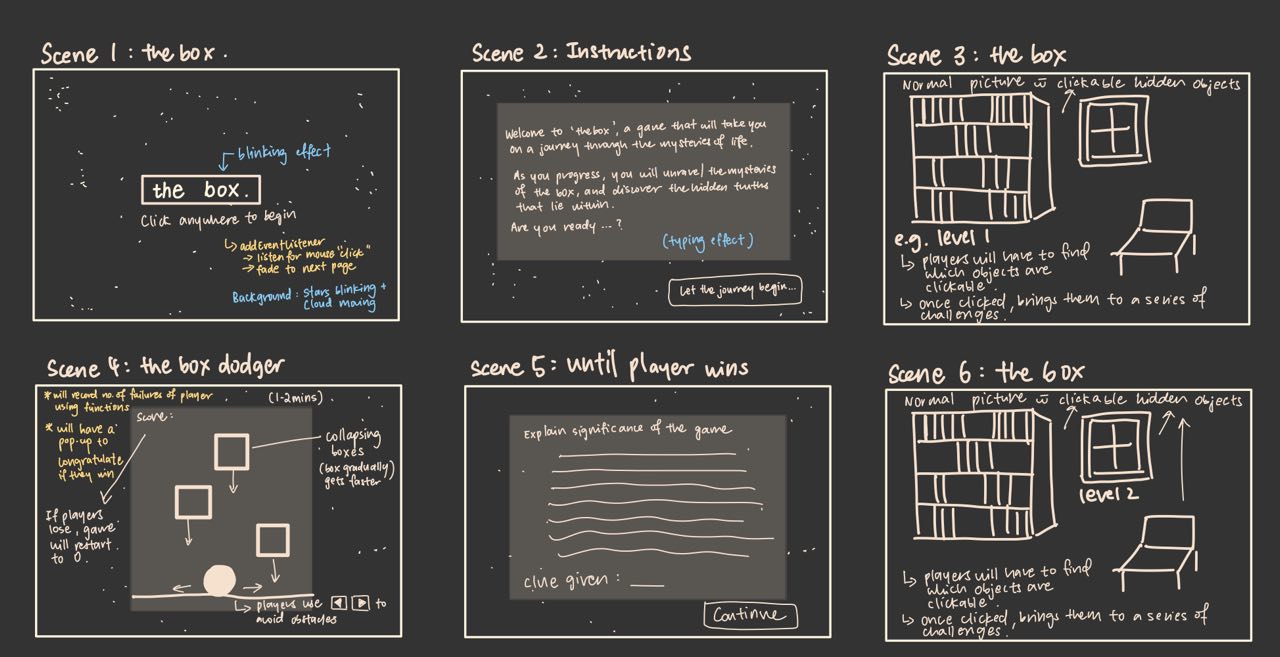 Scene 1 : the box .
blinking effect
the box.
Click anywhere to begin
↳ addEventListener
→ listen for mouse "click"
→ fade to next page
Background : Stars blinking +
Cloud moving
Scene 2 : Instructions
Welcome to 'the box', a game that will take you
on a journey through the mysteries of life.
As you progress, you will unravel the mysteries
of the box, and discover the hidden truths
that lie within.
Are you ready ... ?
(typing effect)
Let the journey begin...
Scene 3 : the box
Normal picture w̄ clickable hidden objects
e.g. level 1
↳ players will have to find
which objects are
clickable.
↳ once clicked, brings them to a series of
challenges.
Scene 4 : the box dodger
* will record no. of failures of player
using functions
(1-2mins)
score:
* will have a
pop-up to
congratulate
if they win
collapsing
boxes
(box gradually)
gets faster
If players
lose, game
will restart
to 0.
↳ players use ◀ ▶ to
avoid obstacles
Scene 5 : until player wins
Explain significance of the game
clue given : ___
Continue
Scene 6 : the box
Normal picture w̄ clickable hidden objects
level 2
↳ players will have to find
which objects are
clickable.
↳ once clicked, brings them to a series of
challenges.